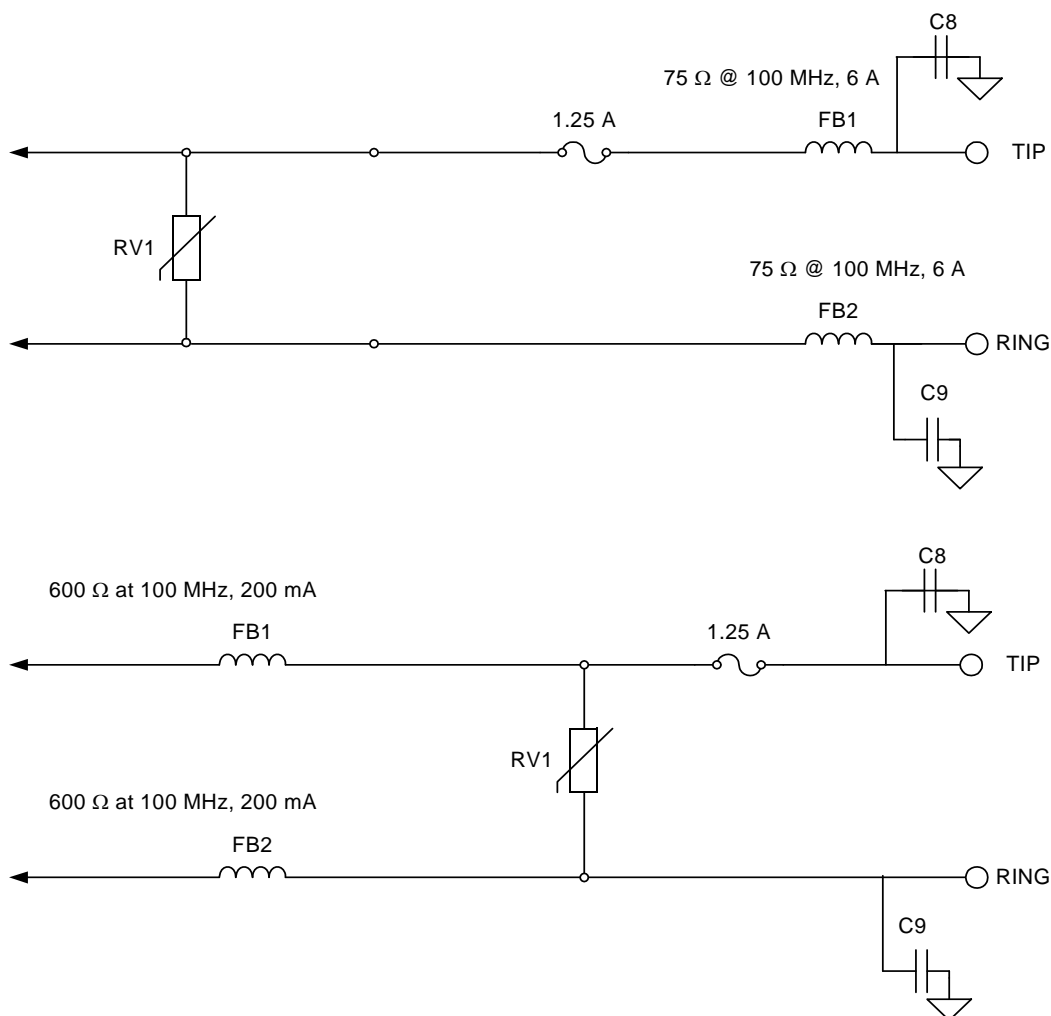 C8
75 Ω @ 100 MHz, 6 A
1.25 A
FB1
TIP
RV1
75 Ω @ 100 MHz, 6 A
FB2
RING
C9
C8
600 Ω at 100 MHz, 200 mA
FB1
1.25 A
TIP
RV1
600 Ω at 100 MHz, 200 mA
FB2
RING
C9